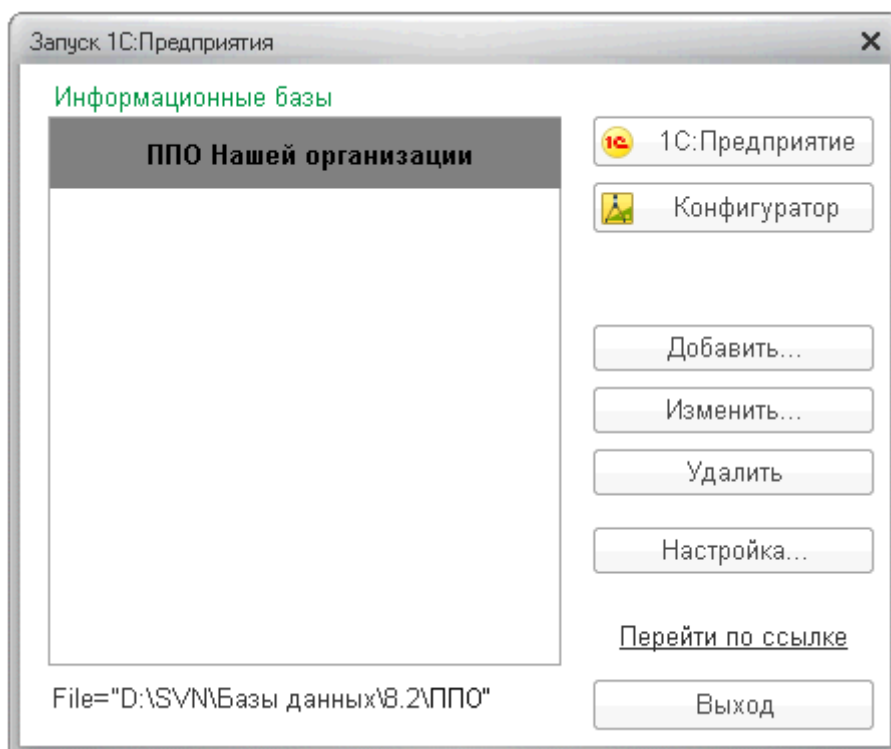 Запуск 1С:Предприятия
Информационные базы
ППО Нашей организации
1С:Предприятие
Конфигуратор
Добавить...
Изменить...
Удалить
Настройка...
Перейти по ссылке
File="D:\SVN\Базы данных\8.2\ППО"
Выход